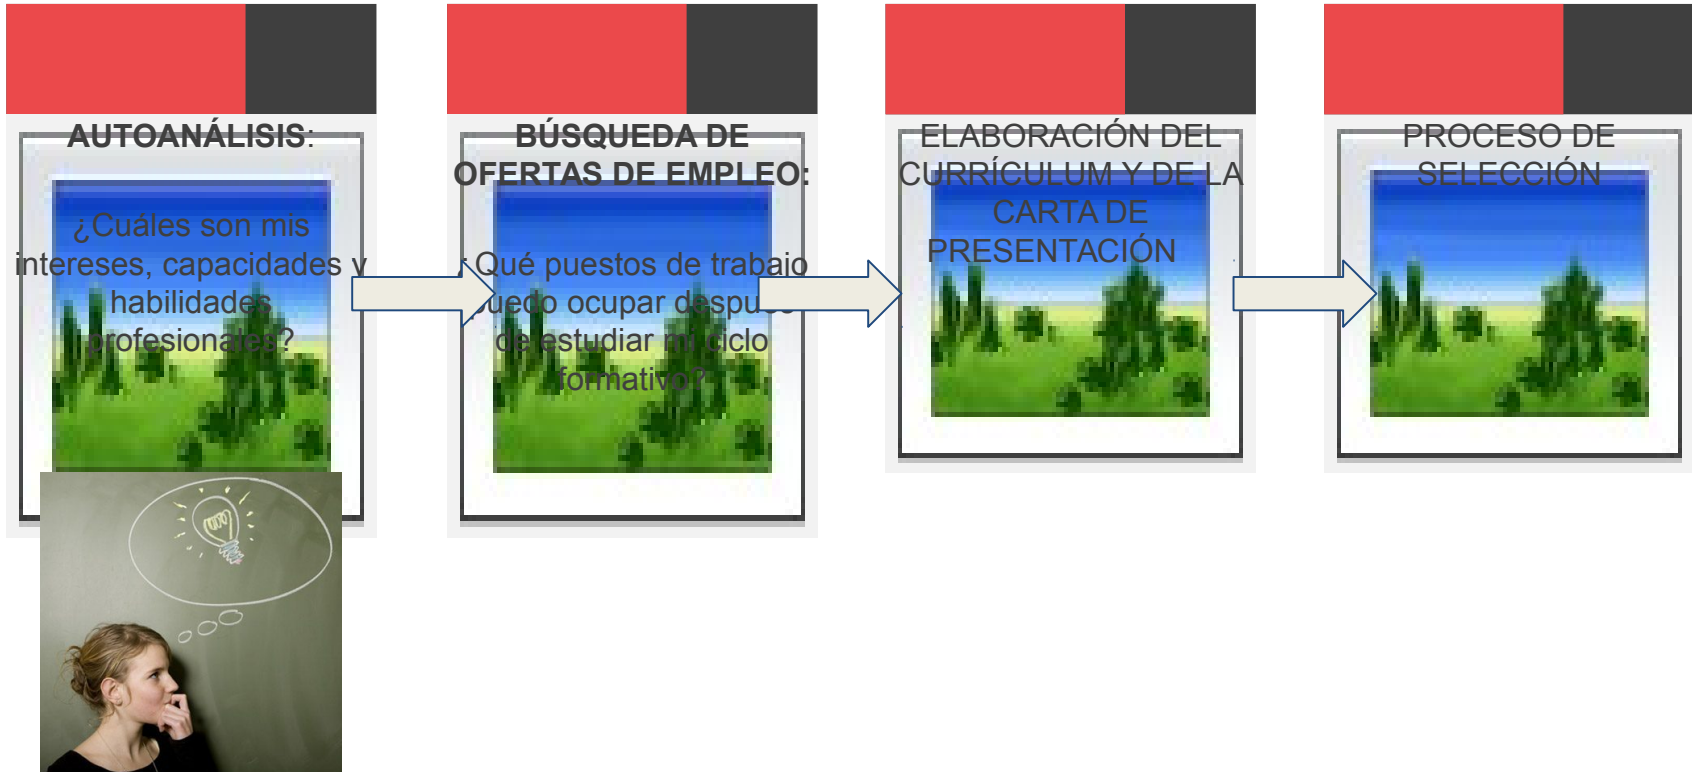 AUTOANÁLISIS:
¿Cuáles son mis
intereses, capacidades y
habilidades
profesionales?
BÚSQUEDA DE
OFERTAS DE EMPLEO:
¿Qué puestos de trabajo
puedo ocupar después
de estudiar mi ciclo
formativo?
ELABORACIÓN DEL
CURRÍCULUM Y DE LA
CARTA DE
PRESENTACIÓN
PROCESO DE
SELECCIÓN